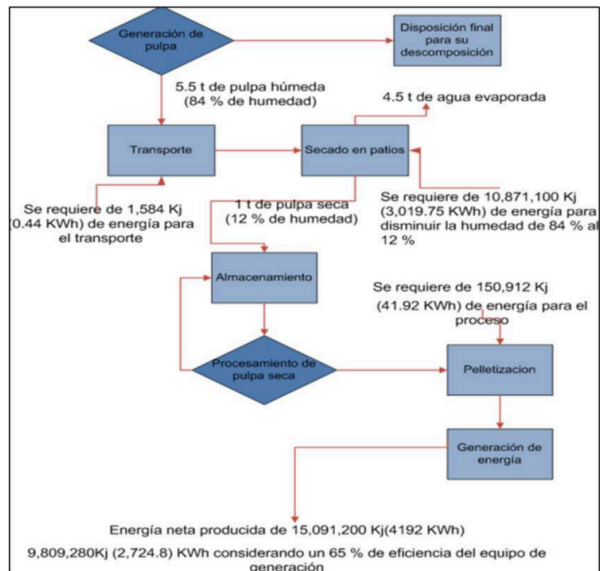 Generación de
pulpa
Disposición final
para su
descomposición
5.5 t de pulpa húmeda
(84 % de humedad)
4.5 t de agua evaporada
Transporte
Secado en patios
Se requiere de 1,584 Kj
(0.44 KWh) de energía para
el transporte
1 t de pulpa seca
(12 % de humedad)
Se requiere de 10,871,100 Kj
(3,019.75 KWh) de energía para
disminuir la humedad de 84 % al
12 %
Almacenamiento
Se requiere de 150,912 Kj
(41.92 KWh) de energía para el
proceso
Procesamiento de
pulpa seca
Pelletizacion
Generación de
energía
Energía neta producida de 15,091,200 Kj(4192 KWh)
9,809,280Kj (2,724.8) KWh considerando un 65 % de eficiencia del equipo de
generación